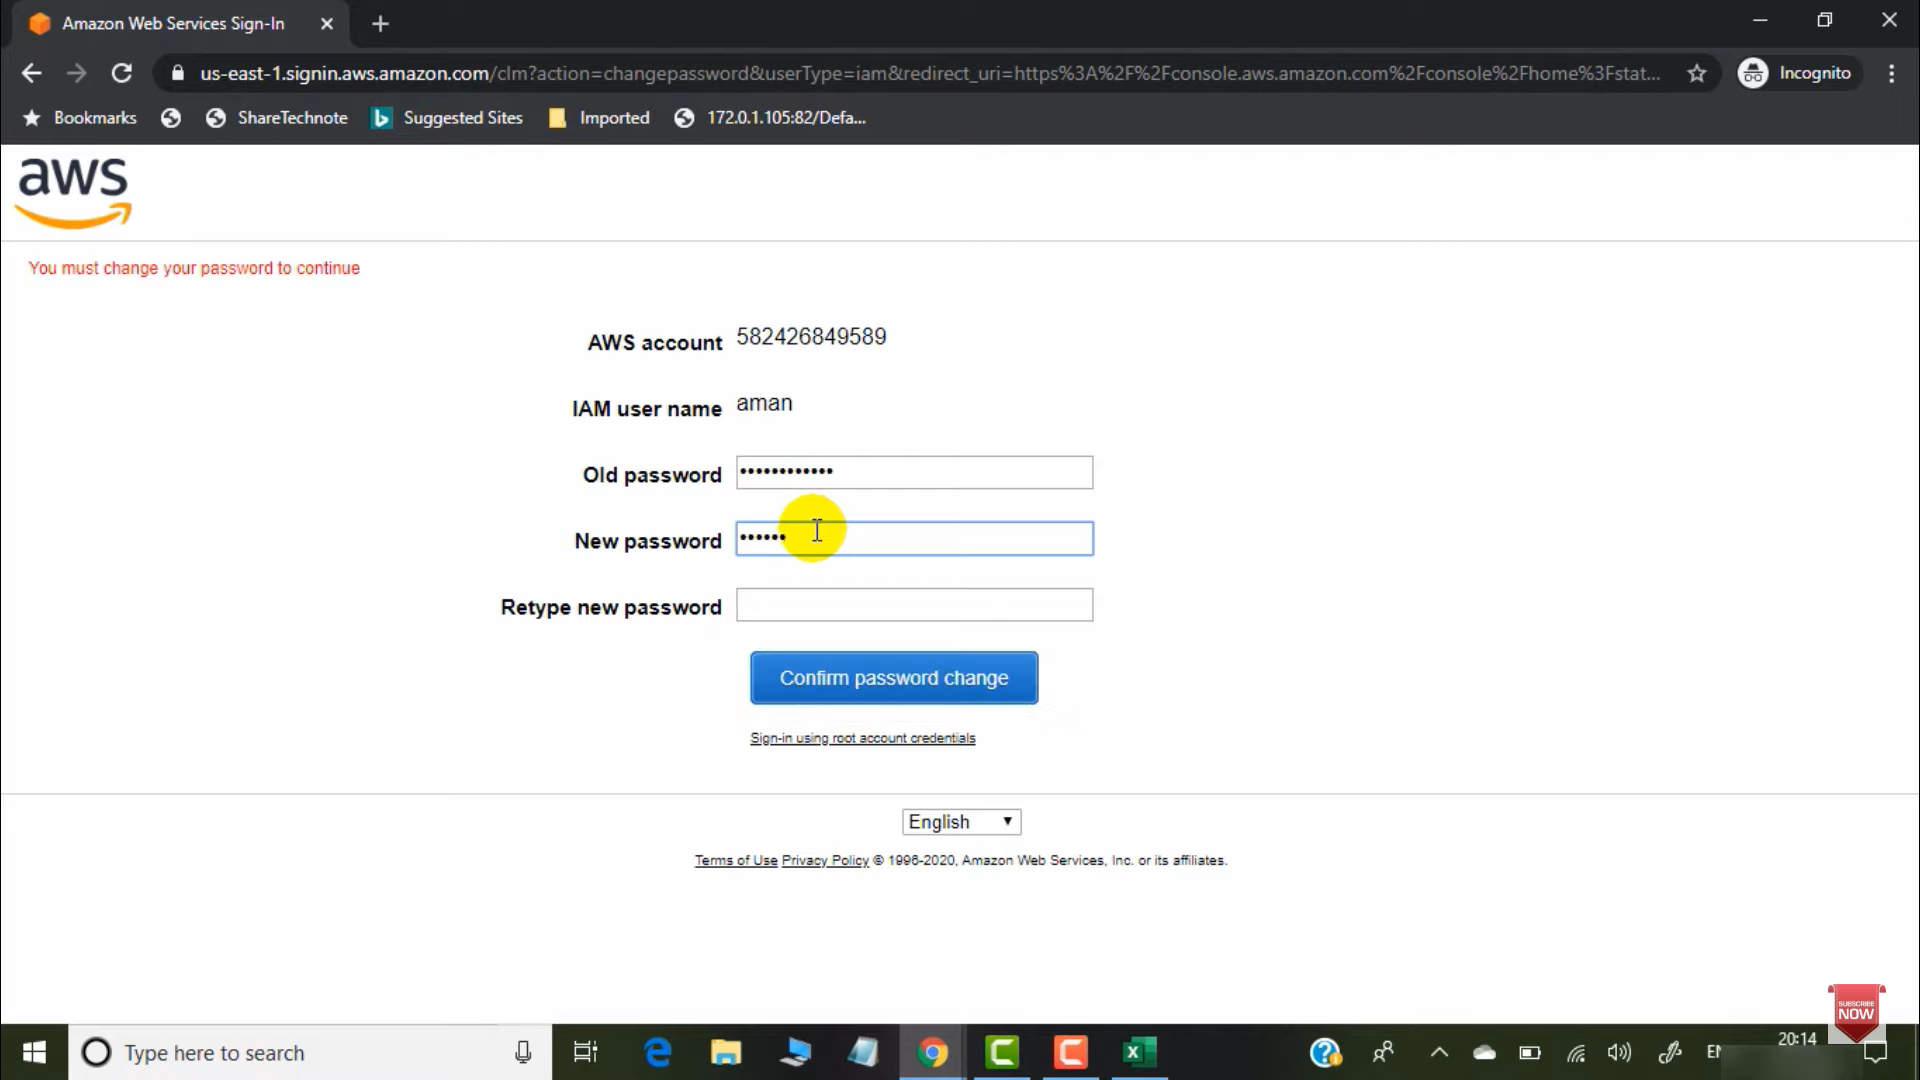 Amazon Web Services Sign-In
us-east-1.signin.aws.amazon.com/clm?action=changepassword&userType=iam&redirect_uri=https%3A%2F%2Fconsole.aws.amazon.com%2Fconsole%2Fhome%3Fstat...
Incognito
Bookmarks ShareTechnote Suggested Sites Imported 172.0.1.105:82/Defa...
aws
You must change your password to continue
AWS account 582426849589
IAM user name aman
Old password ••••••••••••
New password ••••••
Retype new password
Confirm password change
Sign-in using root account credentials
English
Terms of Use Privacy Policy © 1996-2020, Amazon Web Services, Inc. or its affiliates.
SUBSCRIBE
NOW
Type here to search
20:14